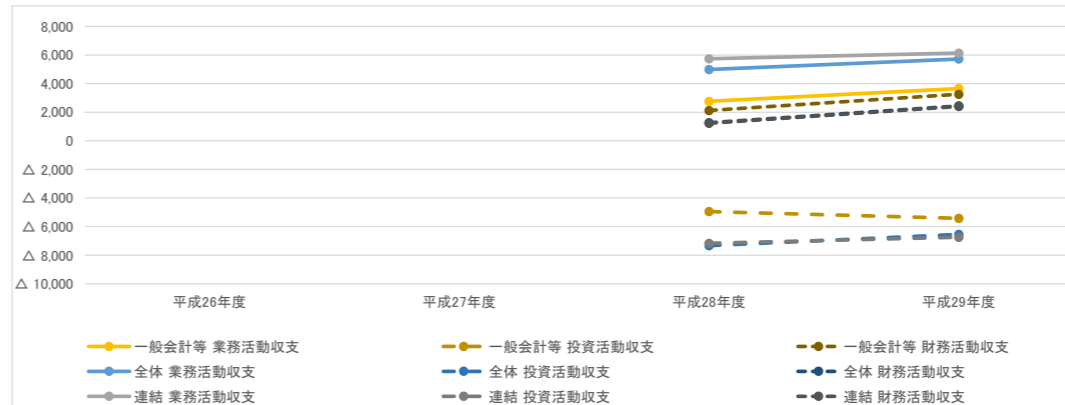 8,000
6,000
4,000
2,000
0
△ 2,000
△ 4,000
△ 6,000
△ 8,000
△ 10,000
平成26年度 平成27年度 平成28年度 平成29年度
一般会計等 業務活動収支 一般会計等 投資活動収支 一般会計等 財務活動収支
全体 業務活動収支 全体 投資活動収支 全体 財務活動収支
連結 業務活動収支 連結 投資活動収支 連結 財務活動収支